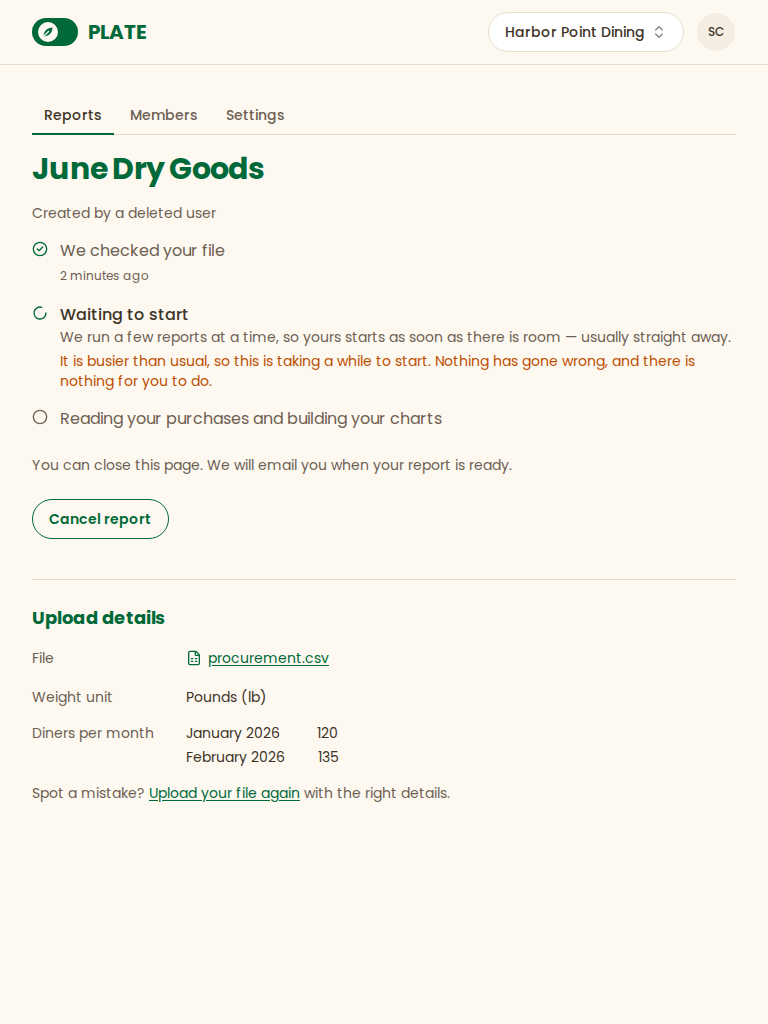 PLATE
Harbor Point Dining
SC
Reports
Members
Settings
June Dry Goods
Created by a deleted user
We checked your file
2 minutes ago
Waiting to start
We run a few reports at a time, so yours starts as soon as there is room — usually straight away.
It is busier than usual, so this is taking a while to start. Nothing has gone wrong, and there is
nothing for you to do.
Reading your purchases and building your charts
You can close this page. We will email you when your report is ready.
Cancel report
Upload details
File procurement.csv
Weight unit Pounds (lb)
Diners per month January 2026 120
February 2026 135
Spot a mistake? Upload your file again with the right details.